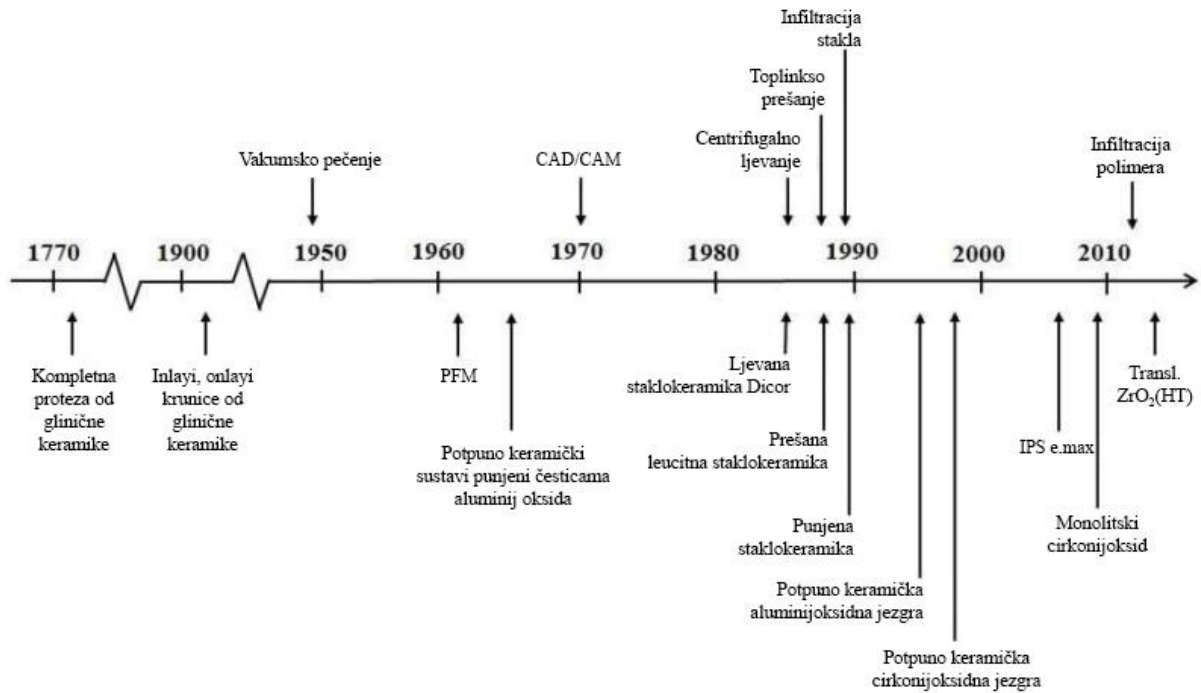 Infiltracija
stakla
Toplinkso
prešanje
Centrifugalno
ljevanje
Vakumsko pečenje
CAD/CAM
Infiltracija
polimera
1770
1900
1950
1960
1970
1980
1990
2000
2010
Kompletna
proteza od
glinične
keramike
Inlayi, onlayi
krunice od
glinične
keramike
PFM
Potpuno keramički
sustavi punjeni česticama
aluminij oksida
Ljevana
staklokeramika Dicor
Prešana
leucitna staklokeramika
Punjena
staklokeramika
Potpuno keramička
aluminijoksidna jezgra
Potpuno keramička
cirkonijoksidna jezgra
IPS e.max
Monolitski
cirkonijoksid
Transl.
ZrO₂(HT)